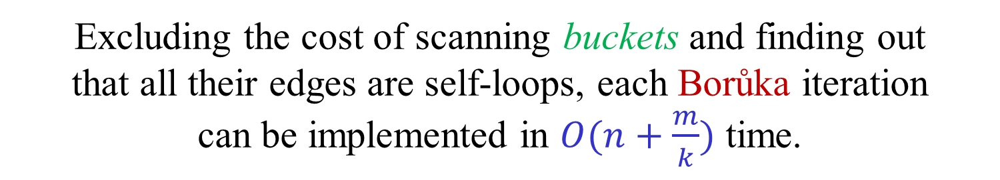 Excluding the cost of scanning buckets and finding out
that all their edges are self-loops, each Borůka iteration
can be implemented in O(n + m/k) time.